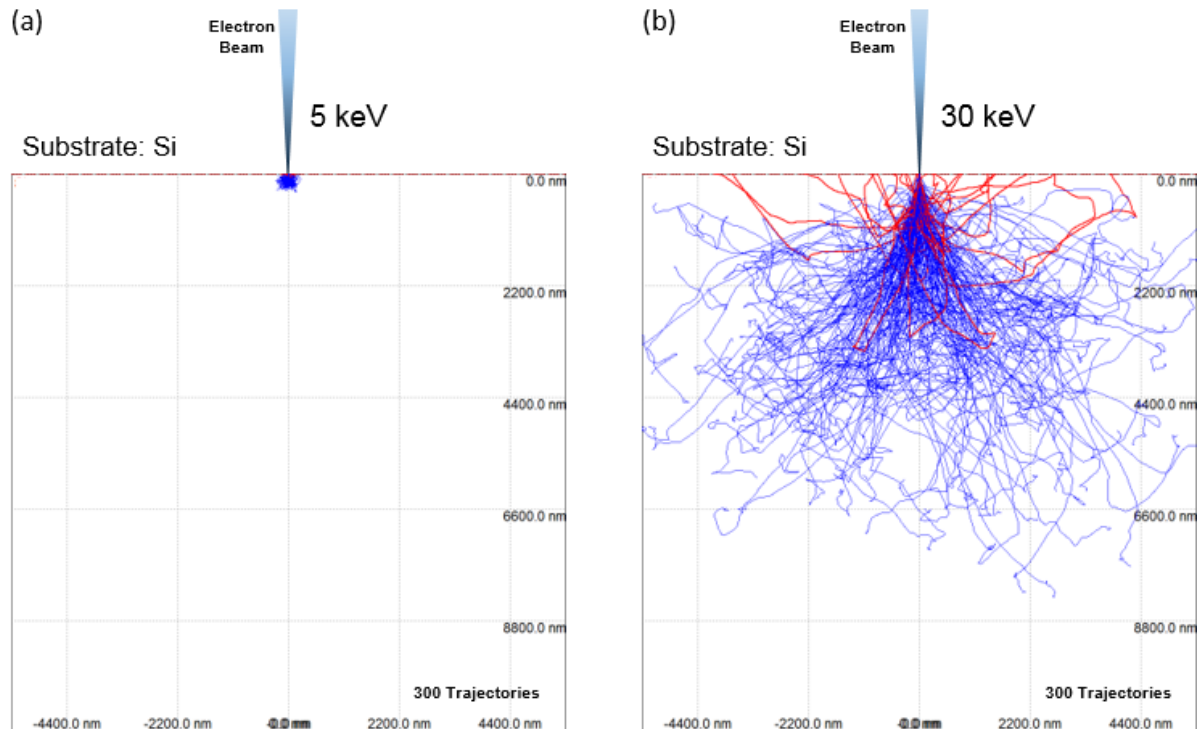 (a)
Electron
Beam
5 keV
Substrate: Si
0.0 nm
2200.0 nm
4400.0 nm
6600.0 nm
8800.0 nm
300 Trajectories
-4400.0 nm
-2200.0 nm
2200.0 nm
4400.0 nm
(b)
Electron
Beam
30 keV
Substrate: Si
0.0 nm
2200.0 nm
4400.0 nm
6600.0 nm
8800.0 nm
300 Trajectories
-4400.0 nm
-2200.0 nm
2200.0 nm
4400.0 nm